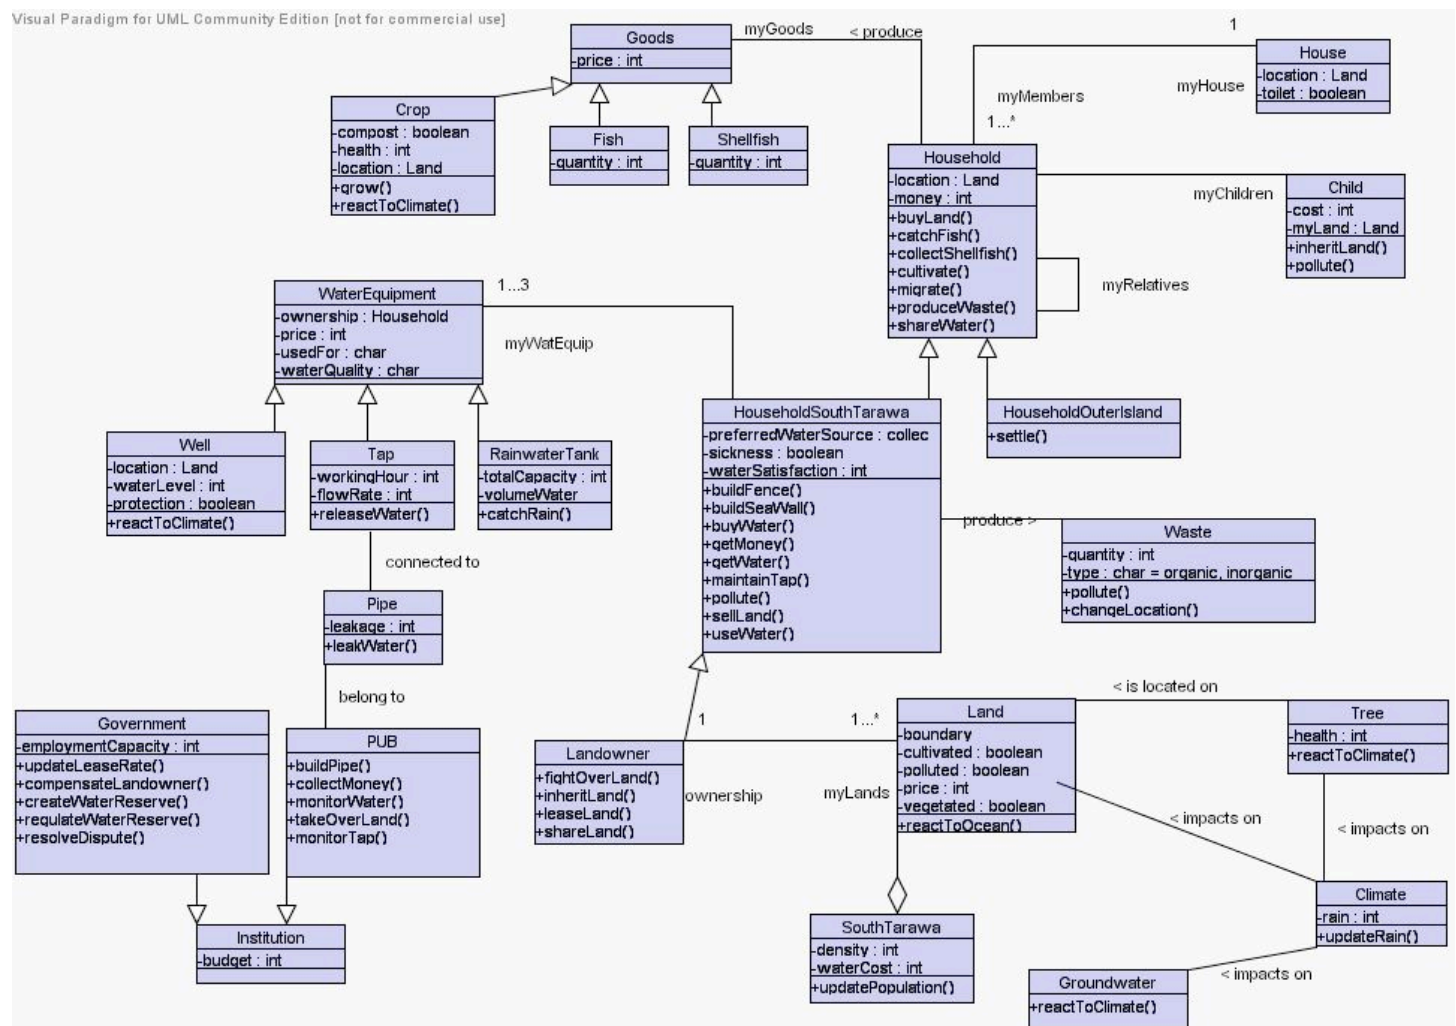 Visual Paradigm for UML Community Edition [not for commercial use]
Goods
-price : int
myGoods
< produce
1
House
-location : Land
-toilet : boolean
myHouse
myMembers
1...*
Crop
-compost : boolean
-health : int
-location : Land
+grow()
+reactToClimate()
Fish
-quantity : int
Shellfish
-quantity : int
Household
-location : Land
-money : int
+buyLand()
+catchFish()
+collectShellfish()
+cultivate()
+migrate()
+produceWaste()
+shareWater()
myChildren
Child
-cost : int
-myLand : Land
+inheritLand()
+pollute()
myRelatives
WaterEquipment
-ownership : Household
-price : int
-usedFor : char
-waterQuality : char
1...3
myWatEquip
Well
-location : Land
-waterLevel : int
-protection : boolean
+reactToClimate()
Tap
-workingHour : int
-flowRate : int
+releaseWater()
RainwaterTank
-totalCapacity : int
-volumeWater
+catchRain()
HouseholdSouthTarawa
-preferredWaterSource : collec
-sickness : boolean
-waterSatisfaction : int
+buildFence()
+buildSeaWall()
+buyWater()
+getMoney()
+getWater()
+maintainTap()
+pollute()
+sellLand()
+useWater()
HouseholdOuterIsland
+settle()
produce >
Waste
-quantity : int
-type : char = organic, inorganic
+pollute()
+changeLocation()
connected to
Pipe
-leakage : int
+leakWater()
belong to
Government
-employmentCapacity : int
+updateLeaseRate()
+compensateLandowner()
+createWaterReserve()
+regulateWaterReserve()
+resolveDispute()
PUB
+buildPipe()
+collectMoney()
+monitorWater()
+takeOverLand()
+monitorTap()
Institution
-budget : int
Landowner
+fightOverLand()
+inheritLand()
+leaseLand()
+shareLand()
1
ownership
1...*
myLands
Land
-boundary
-cultivated : boolean
-polluted : boolean
-price : int
-vegetated : boolean
+reactToOcean()
< is located on
Tree
-health : int
+reactToClimate()
< impacts on
< impacts on
Climate
-rain : int
+updateRain()
SouthTarawa
-density : int
-waterCost : int
+updatePopulation()
< impacts on
Groundwater
+reactToClimate()